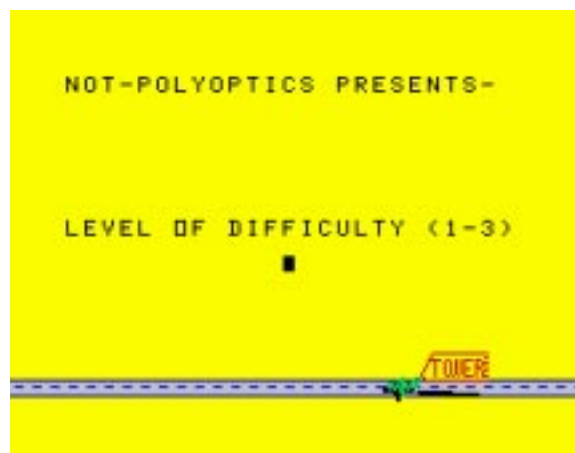 NOT-POLYOPTICS PRESENTS-
LEVEL OF DIFFICULTY (1-3)
TOWER